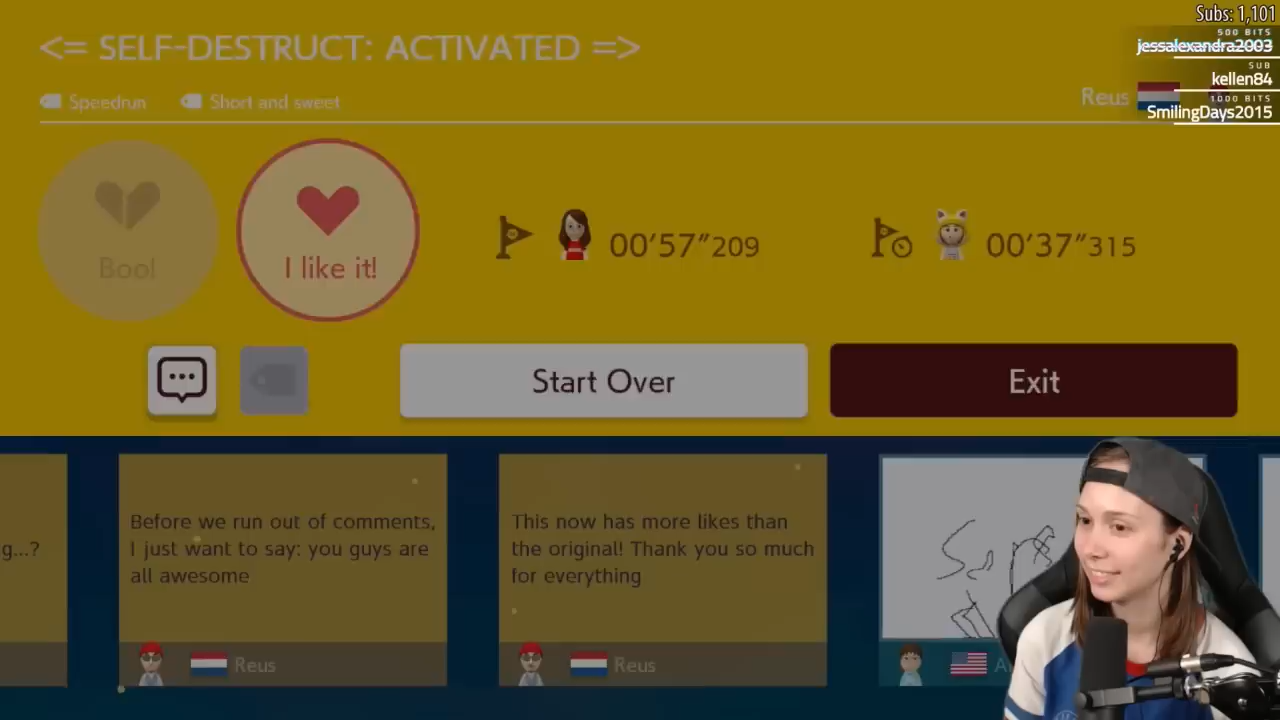 Subs: 1,101
<= SELF-DESTRUCT: ACTIVATED =>
500 BITS
jessalexandra2003
SUB
kellen84
1000 BITS
SmilingDays2015
Speedrun
Short and sweet
Reus
Boo!
I like it!
00'57"209
00'37"315
Start Over
Exit
g...?
Before we run out of comments,
I just want to say: you guys are
all awesome
Reus
This now has more likes than
the original! Thank you so much
for everything
Reus